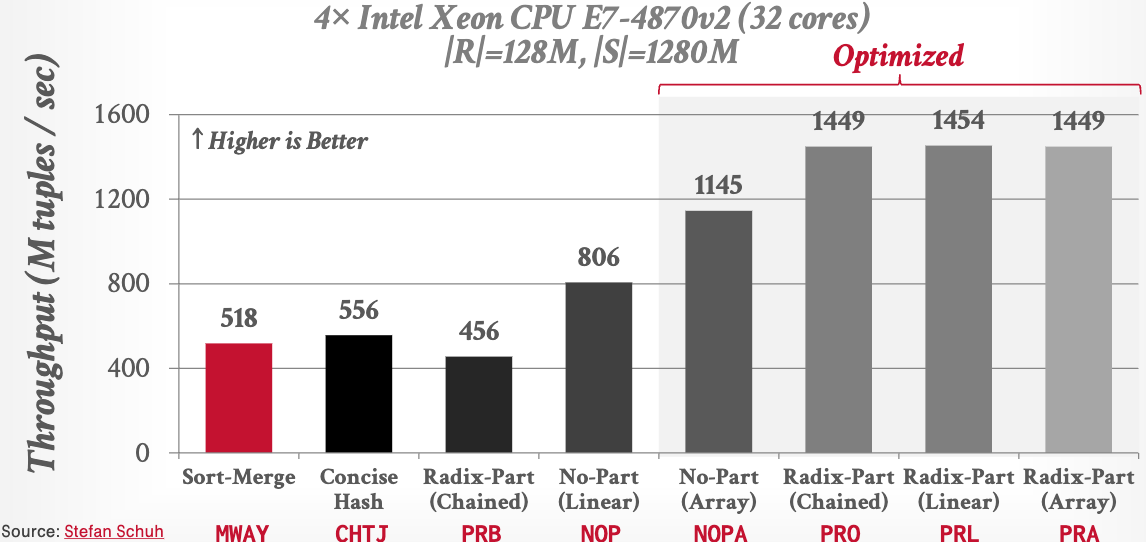 4× Intel Xeon CPU E7-4870v2 (32 cores)
|R|=128M, |S|=1280M
Optimized
Throughput (M tuples / sec)
1600
1200
800
400
0
↑ Higher is Better
518
556
456
806
1145
1449
1454
1449
Sort-Merge
Concise
Hash
Radix-Part
(Chained)
No-Part
(Linear)
No-Part
(Array)
Radix-Part
(Chained)
Radix-Part
(Linear)
Radix-Part
(Array)
Source: Stefan Schuh
MWAY
CHTJ
PRB
NOP
NOPA
PRO
PRL
PRA